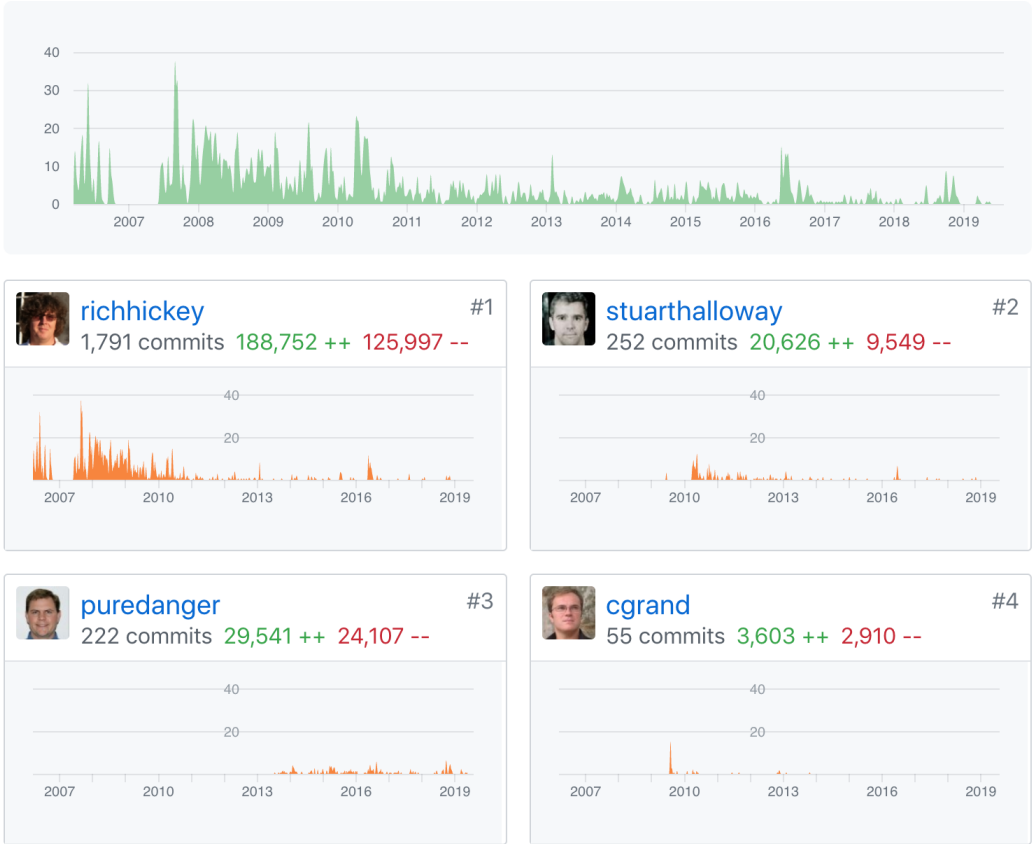 40
30
20
10
0
2007 2008 2009 2010 2011 2012 2013 2014 2015 2016 2017 2018 2019
richhickey #1
1,791 commits 188,752 ++ 125,997 --
40
20
2007 2010 2013 2016 2019
stuarthalloway #2
252 commits 20,626 ++ 9,549 --
40
20
2007 2010 2013 2016 2019
puredanger #3
222 commits 29,541 ++ 24,107 --
40
20
2007 2010 2013 2016 2019
cgrand #4
55 commits 3,603 ++ 2,910 --
40
20
2007 2010 2013 2016 2019